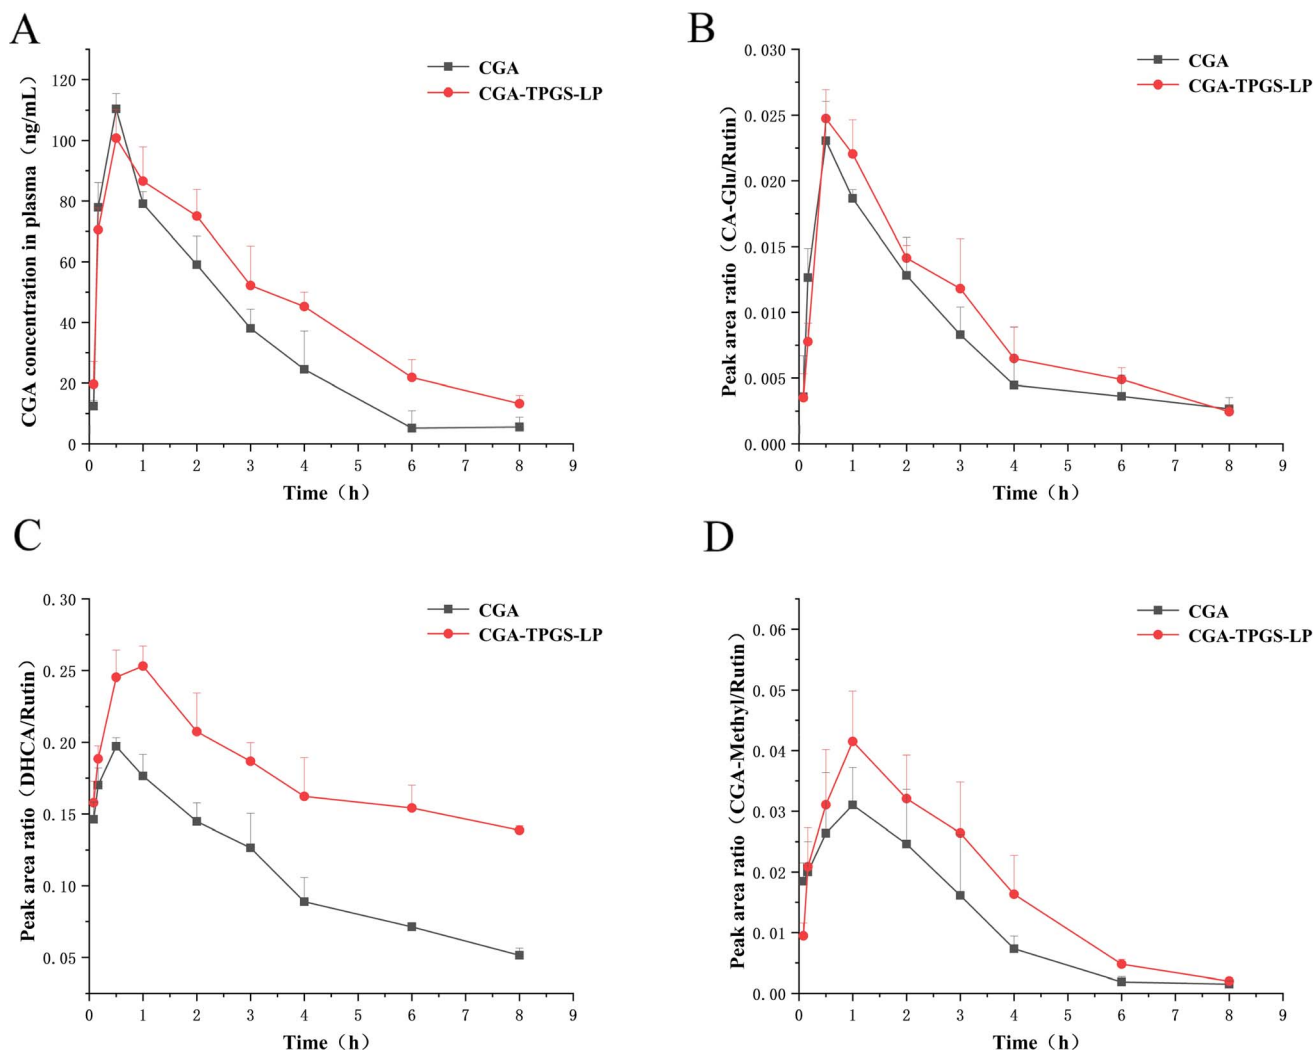 A
CGA
CGA-TPGS-LP
CGA concentration in plasma（ng/mL）
120
100
80
60
40
20
0
0 1 2 3 4 5 6 7 8 9
Time（h）
B
CGA
CGA-TPGS-LP
Peak area ratio（CA-Glu/Rutin）
0.030
0.025
0.020
0.015
0.010
0.005
0.000
0 1 2 3 4 5 6 7 8 9
Time（h）
C
CGA
CGA-TPGS-LP
Peak area ratio（DHCA/Rutin）
0.30
0.25
0.20
0.15
0.10
0.05
0 1 2 3 4 5 6 7 8 9
Time（h）
D
CGA
CGA-TPGS-LP
Peak area ratio（CGA-Methyl/Rutin）
0.06
0.05
0.04
0.03
0.02
0.01
0.00
0 1 2 3 4 5 6 7 8 9
Time（h）